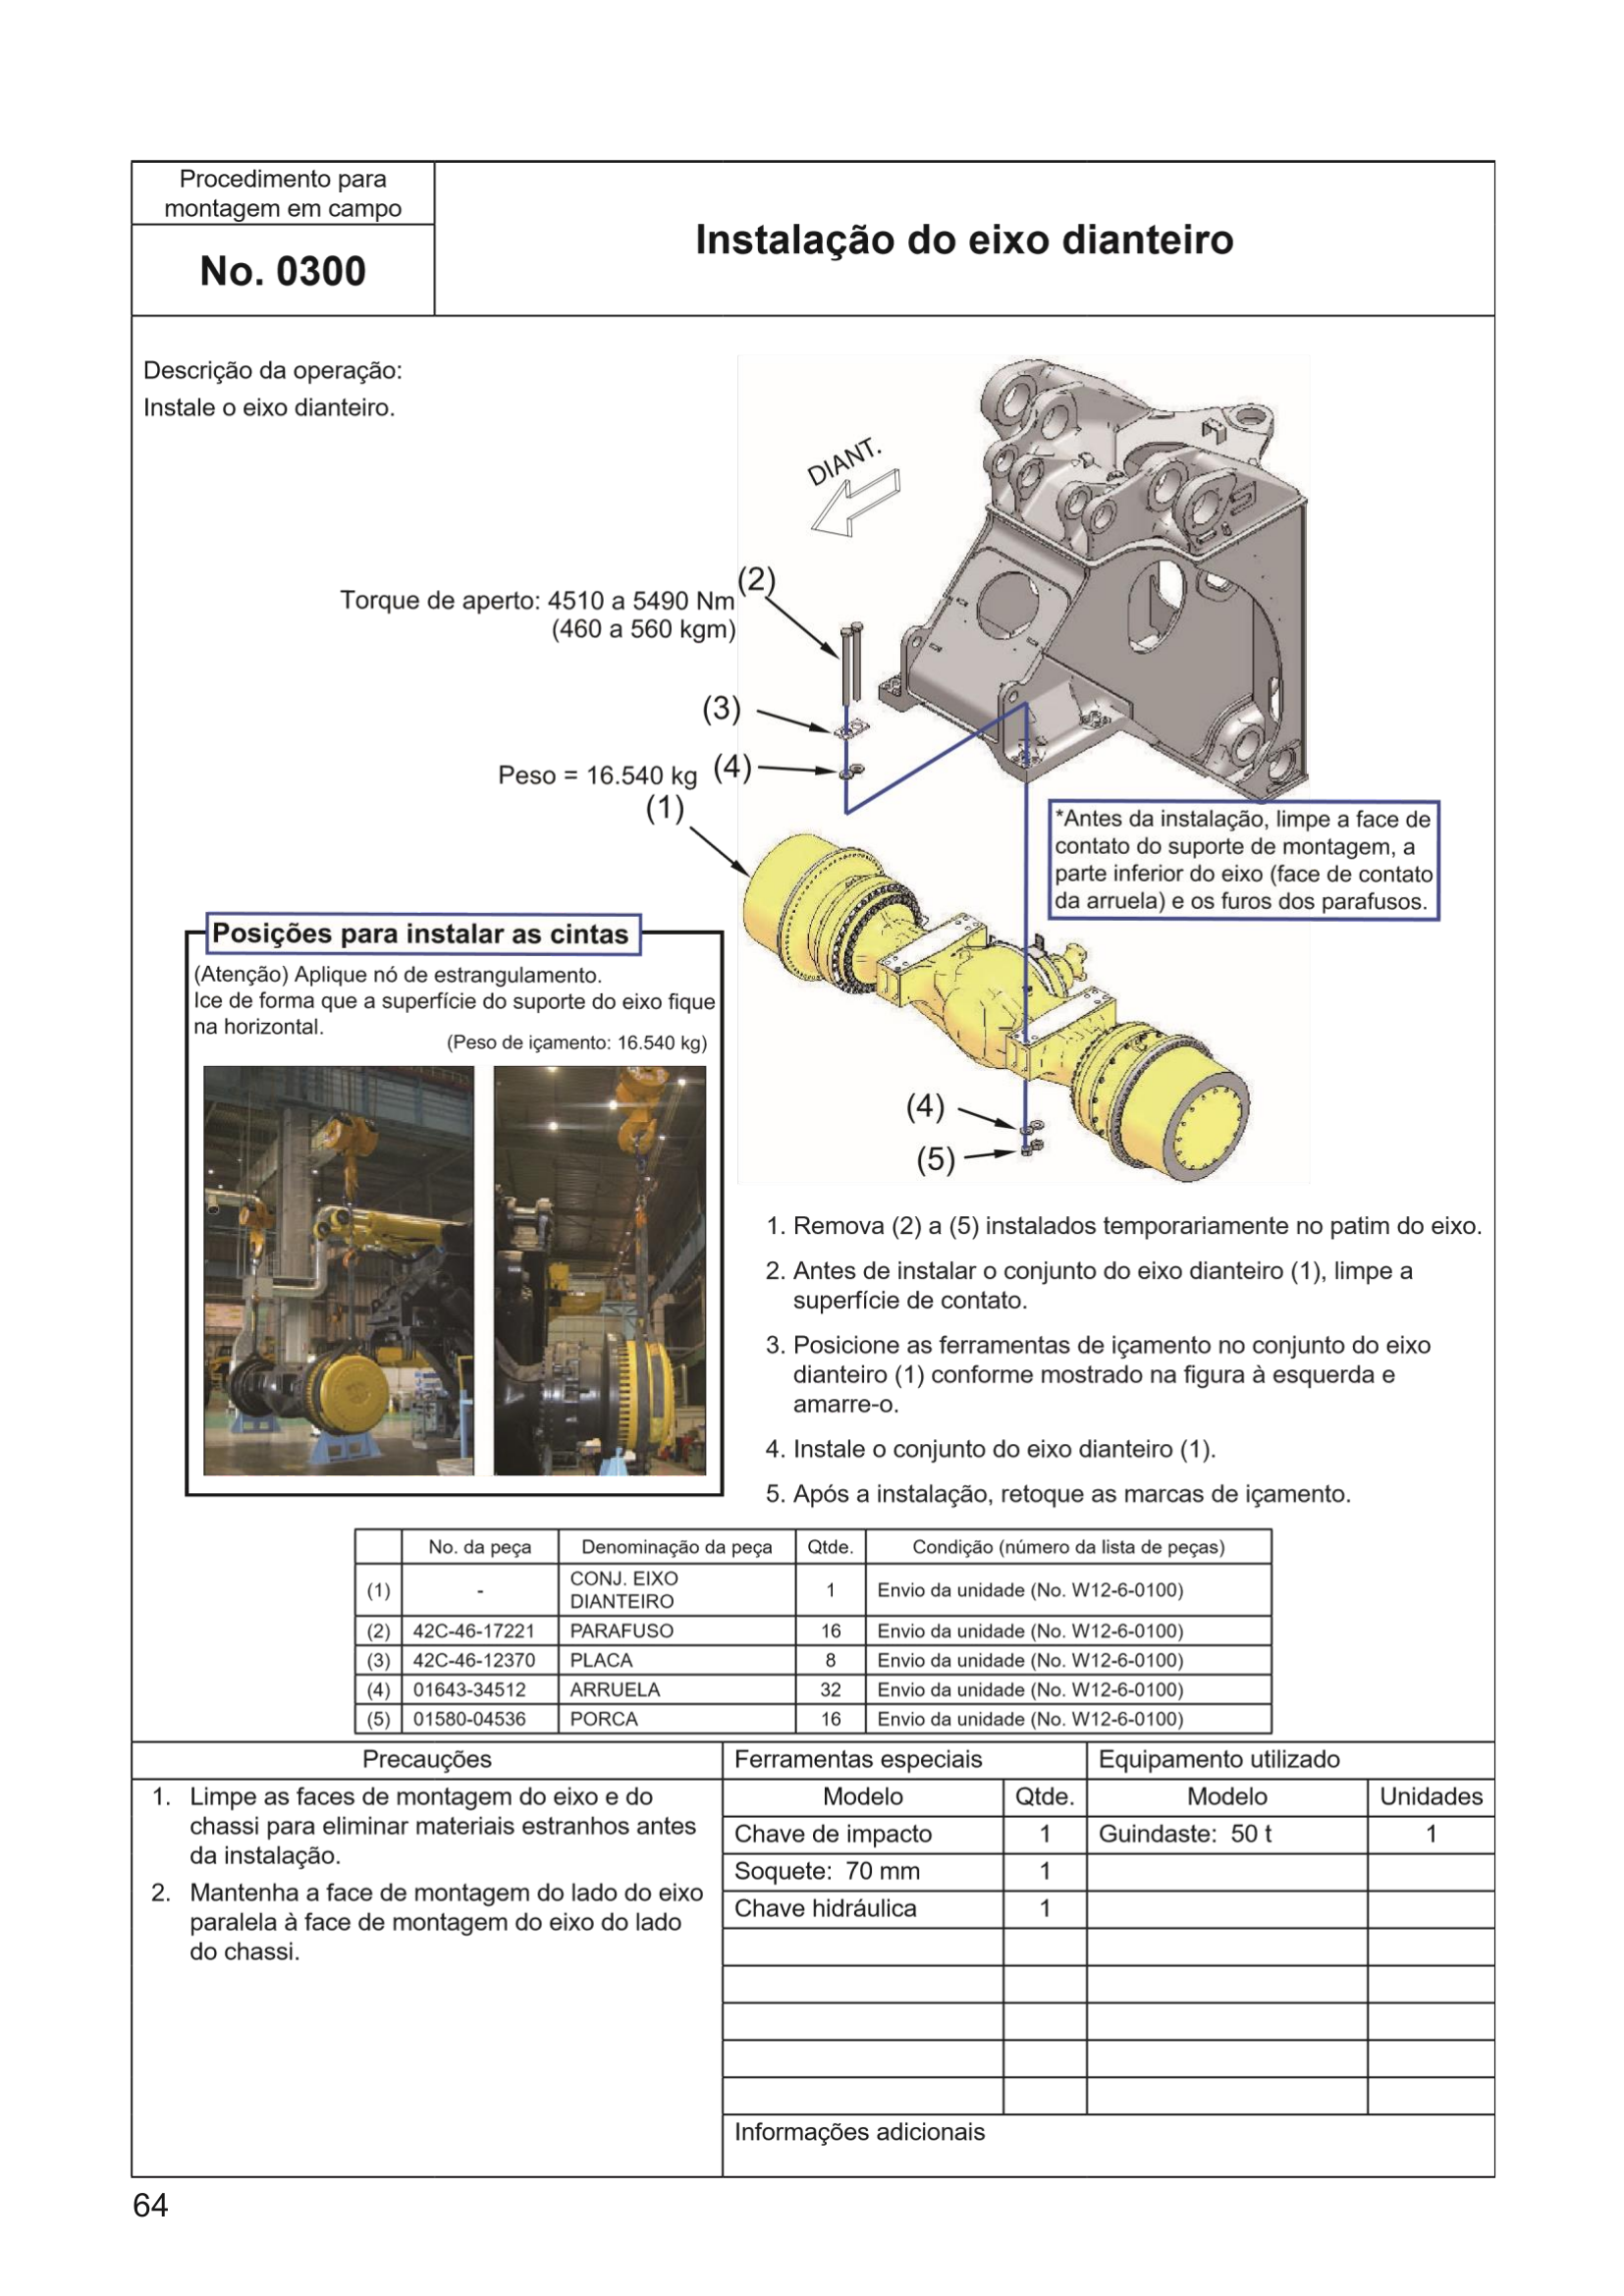 Procedimento para
montagem em campo
No. 0300
Instalação do eixo dianteiro
Descrição da operação:
Instale o eixo dianteiro.
DIANT.
(2)
Torque de aperto: 4510 a 5490 Nm
(460 a 560 kgm)
(3)
Peso = 16.540 kg (4)
(1)
*Antes da instalação, limpe a face de
contato do suporte de montagem, a
parte inferior do eixo (face de contato
da arruela) e os furos dos parafusos.
(4)
(5)
Posições para instalar as cintas
(Atenção) Aplique nó de estrangulamento.
Ice de forma que a superfície do suporte do eixo fique
na horizontal.
(Peso de içamento: 16.540 kg)
1. Remova (2) a (5) instalados temporariamente no patim do eixo.
2. Antes de instalar o conjunto do eixo dianteiro (1), limpe a
superfície de contato.
3. Posicione as ferramentas de içamento no conjunto do eixo
dianteiro (1) conforme mostrado na figura à esquerda e
amarre-o.
4. Instale o conjunto do eixo dianteiro (1).
5. Após a instalação, retoque as marcas de içamento.
No. da peça Denominação da peça Qtde. Condição (número da lista de peças)
(1) - CONJ. EIXO
DIANTEIRO 1 Envio da unidade (No. W12-6-0100)
(2) 42C-46-17221 PARAFUSO 16 Envio da unidade (No. W12-6-0100)
(3) 42C-46-12370 PLACA 8 Envio da unidade (No. W12-6-0100)
(4) 01643-34512 ARRUELA 32 Envio da unidade (No. W12-6-0100)
(5) 01580-04536 PORCA 16 Envio da unidade (No. W12-6-0100)
Precauções
1. Limpe as faces de montagem do eixo e do
chassi para eliminar materiais estranhos antes
da instalação.
2. Mantenha a face de montagem do lado do eixo
paralela à face de montagem do eixo do lado
do chassi.
Ferramentas especiais Equipamento utilizado
Modelo Qtde. Modelo Unidades
Chave de impacto 1 Guindaste: 50 t 1
Soquete: 70 mm 1
Chave hidráulica 1
Informações adicionais
64